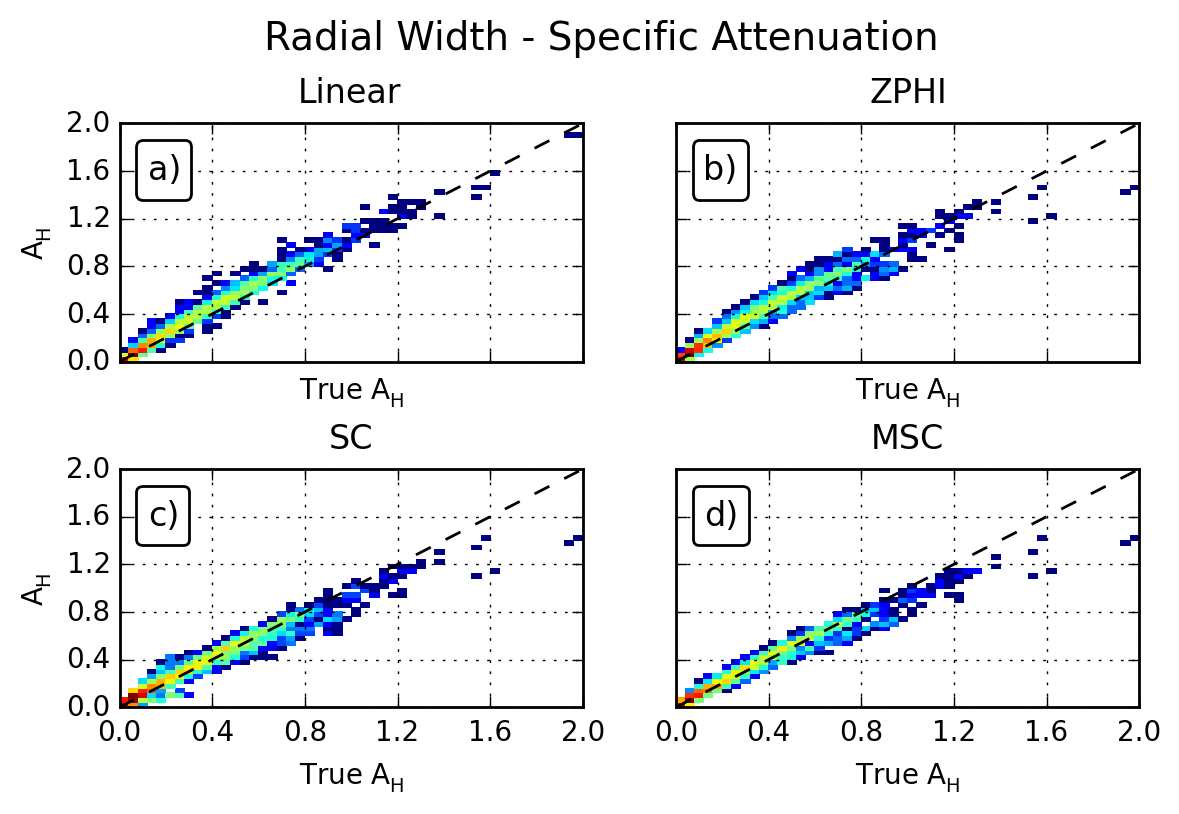 Radial Width - Specific Attenuation
Linear
ZPHI
2.0
1.6
1.2
0.8
0.4
0.0
A_H
a)
b)
True A_H
True A_H
SC
MSC
2.0
1.6
1.2
0.8
0.4
0.0
A_H
c)
d)
0.0 0.4 0.8 1.2 1.6 2.0
0.0 0.4 0.8 1.2 1.6 2.0
True A_H
True A_H